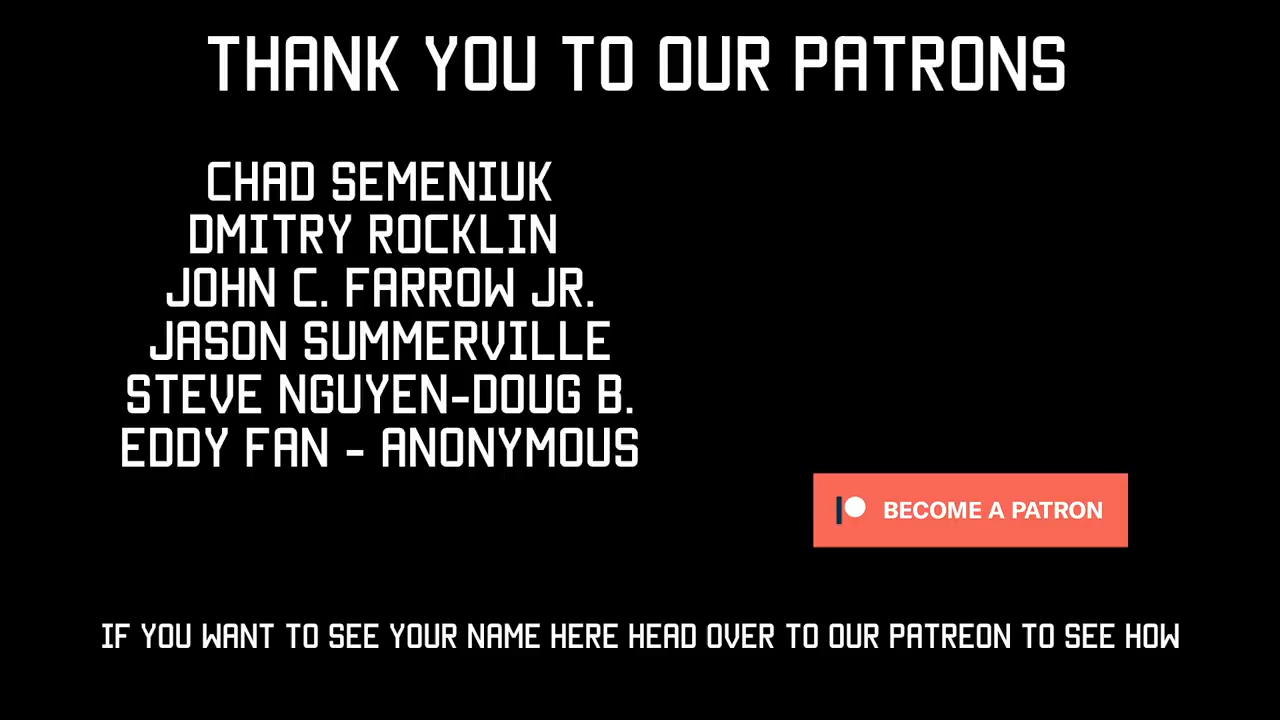 THANK YOU TO OUR PATRONS
CHAD SEMENIUK
DMITRY ROCKLIN
JOHN C. FARROW JR.
JASON SUMMERVILLE
STEVE NGUYEN-DOUG B.
EDDY FAN - ANONYMOUS
BECOME A PATRON
IF YOU WANT TO SEE YOUR NAME HERE HEAD OVER TO OUR PATREON TO SEE HOW